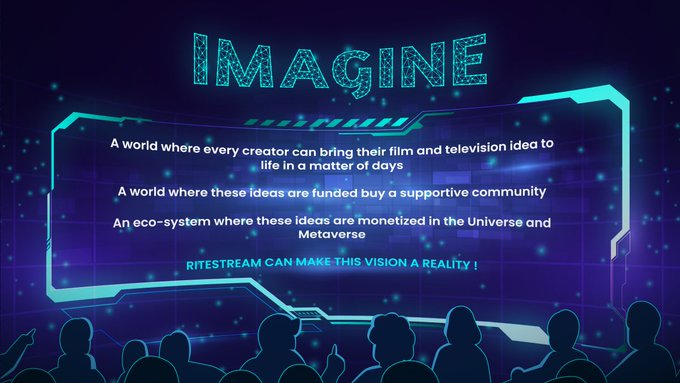 IMAGINE
A world where every creator can bring their film and television idea to
life in a matter of days
A world where these ideas are funded buy a supportive community
An eco-system where these ideas are monetized in the Universe and
Metaverse
RITESTREAM CAN MAKE THIS VISION A REALITY !